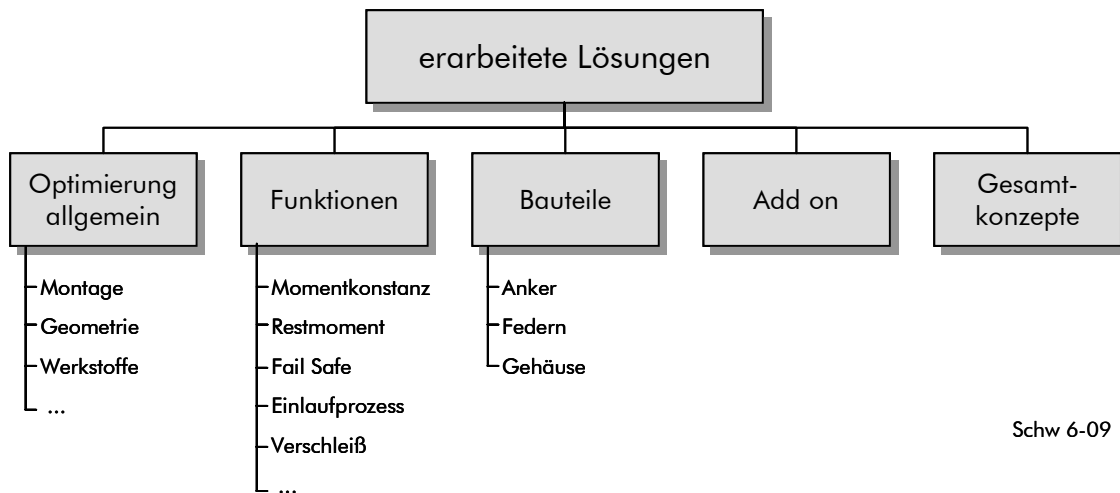 erarbeitete Lösungen
Optimierung
allgemein
Montage
Geometrie
Werkstoffe
...
Funktionen
Momentkonstanz
Restmoment
Fail Safe
Einlaufprozess
Verschleiß
...
Bauteile
Anker
Federn
Gehäuse
Add on
Gesamt-
konzepte
Schw 6-09